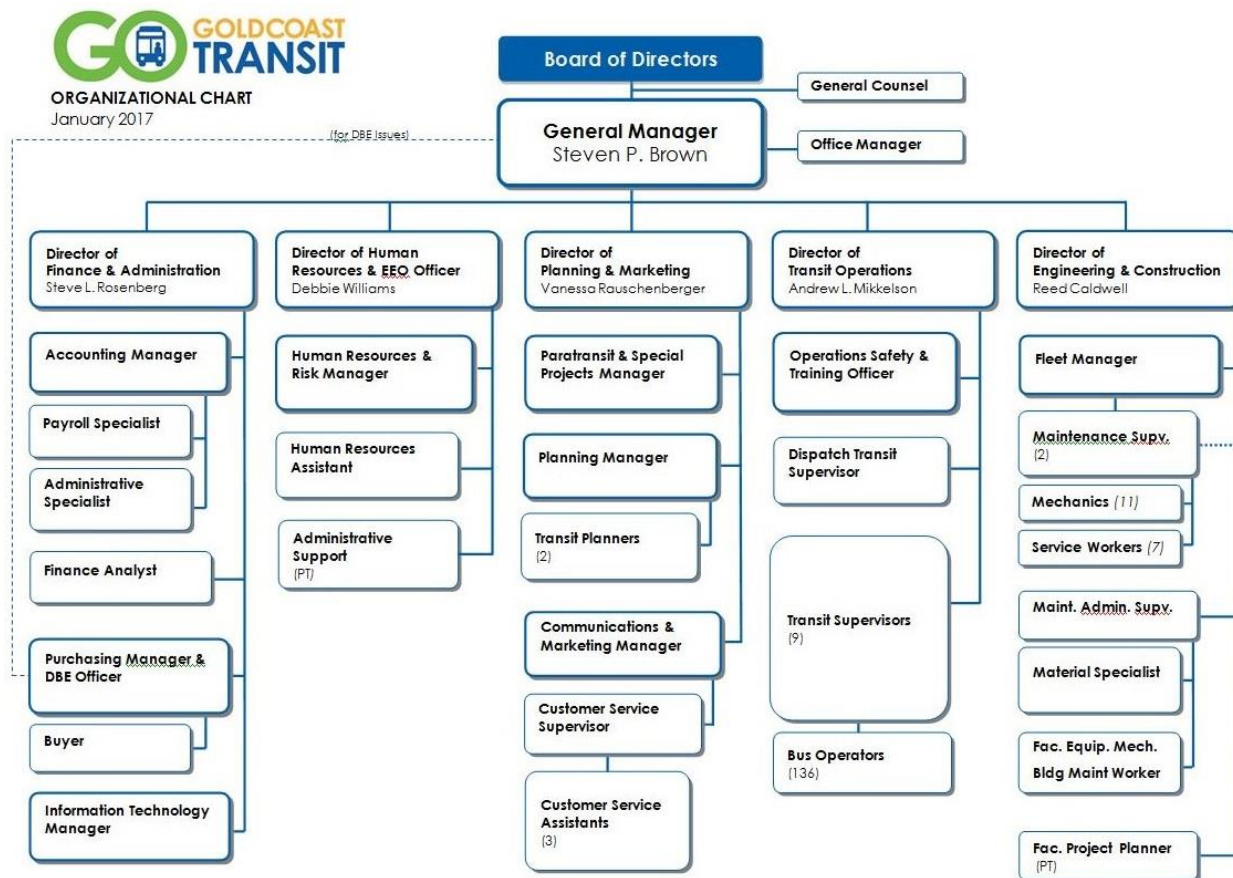 GO GOLDCOAST
TRANSIT
ORGANIZATIONAL CHART
January 2017
(for DBE Issues)
Board of Directors
General Counsel
General Manager
Steven P. Brown
Office Manager
Director of
Finance & Administration
Steve L. Rosenberg
Accounting Manager
Payroll Specialist
Administrative
Specialist
Finance Analyst
Purchasing Manager &
DBE Officer
Buyer
Information Technology
Manager
Director of Human
Resources & EEO Officer
Debbie Williams
Human Resources &
Risk Manager
Human Resources
Assistant
Administrative
Support
(PT)
Director of
Planning & Marketing
Vanessa Rauschenberger
Paratransit & Special
Projects Manager
Planning Manager
Transit Planners
(2)
Communications &
Marketing Manager
Customer Service
Supervisor
Customer Service
Assistants
(3)
Director of
Transit Operations
Andrew L. Mikkelson
Operations Safety &
Training Officer
Dispatch Transit
Supervisor
Transit Supervisors
(9)
Bus Operators
(136)
Director of
Engineering & Construction
Reed Caldwell
Fleet Manager
Maintenance Supv.
(2)
Mechanics (11)
Service Workers (7)
Maint. Admin. Supv.
Material Specialist
Fac. Equip. Mech.
Bldg Maint Worker
Fac. Project Planner
(PT)